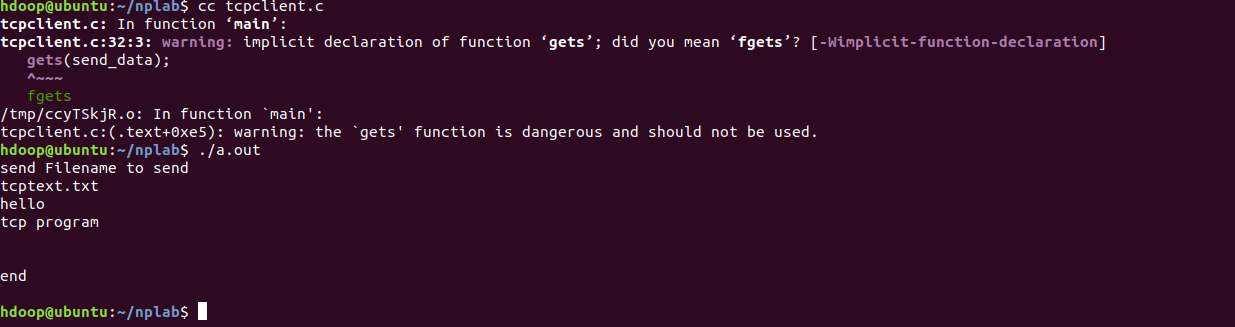 hdoop@ubuntu:~/nplab$ cc tcpclient.c
tcpclient.c: In function ‘main’:
tcpclient.c:32:3: warning: implicit declaration of function ‘gets’; did you mean ‘fgets’? [-Wimplicit-function-declaration]
   gets(send_data);
   ^~~~
   fgets
/tmp/ccyTSkjR.o: In function `main':
tcpclient.c:(.text+0xe5): warning: the `gets' function is dangerous and should not be used.
hdoop@ubuntu:~/nplab$ ./a.out
send Filename to send
tcptext.txt
hello
tcp program
end
hdoop@ubuntu:~/nplab$